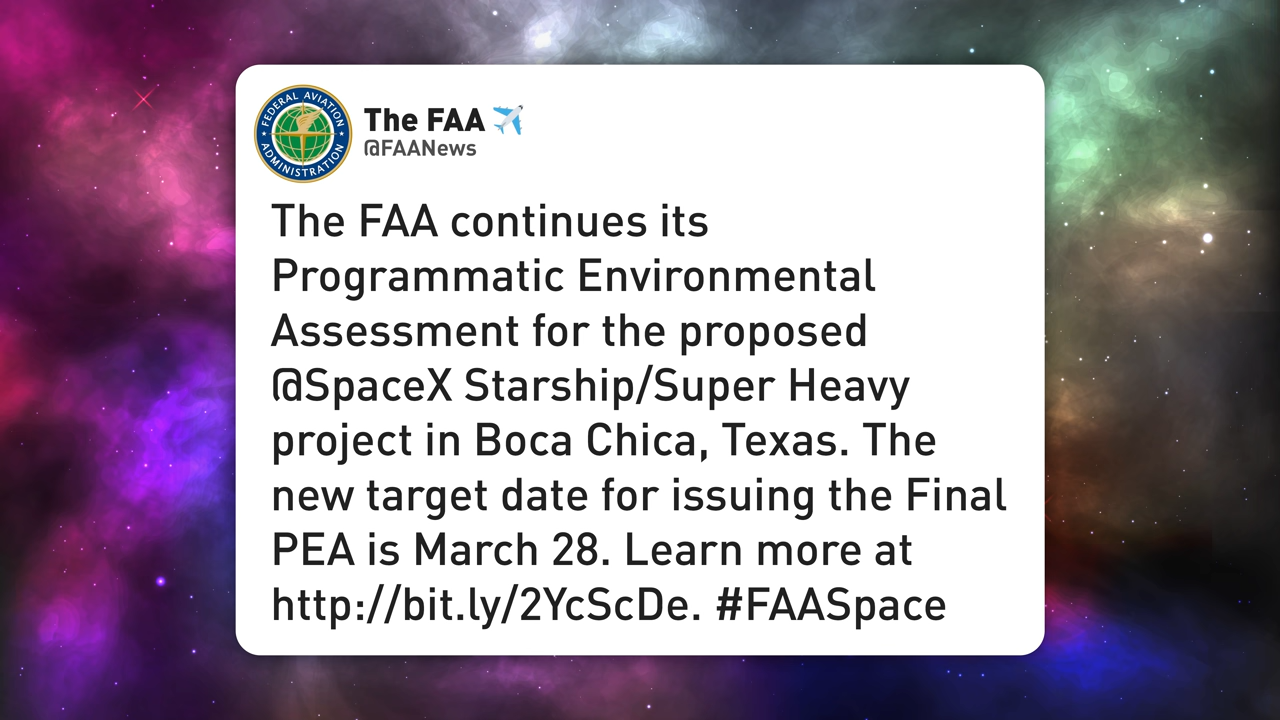 FEDERAL AVIATION
ADMINISTRATION
The FAA ✈️
@FAANews
The FAA continues its
Programmatic Environmental
Assessment for the proposed
@SpaceX Starship/Super Heavy
project in Boca Chica, Texas. The
new target date for issuing the Final
PEA is March 28. Learn more at
http://bit.ly/2YcScDe. #FAASpace